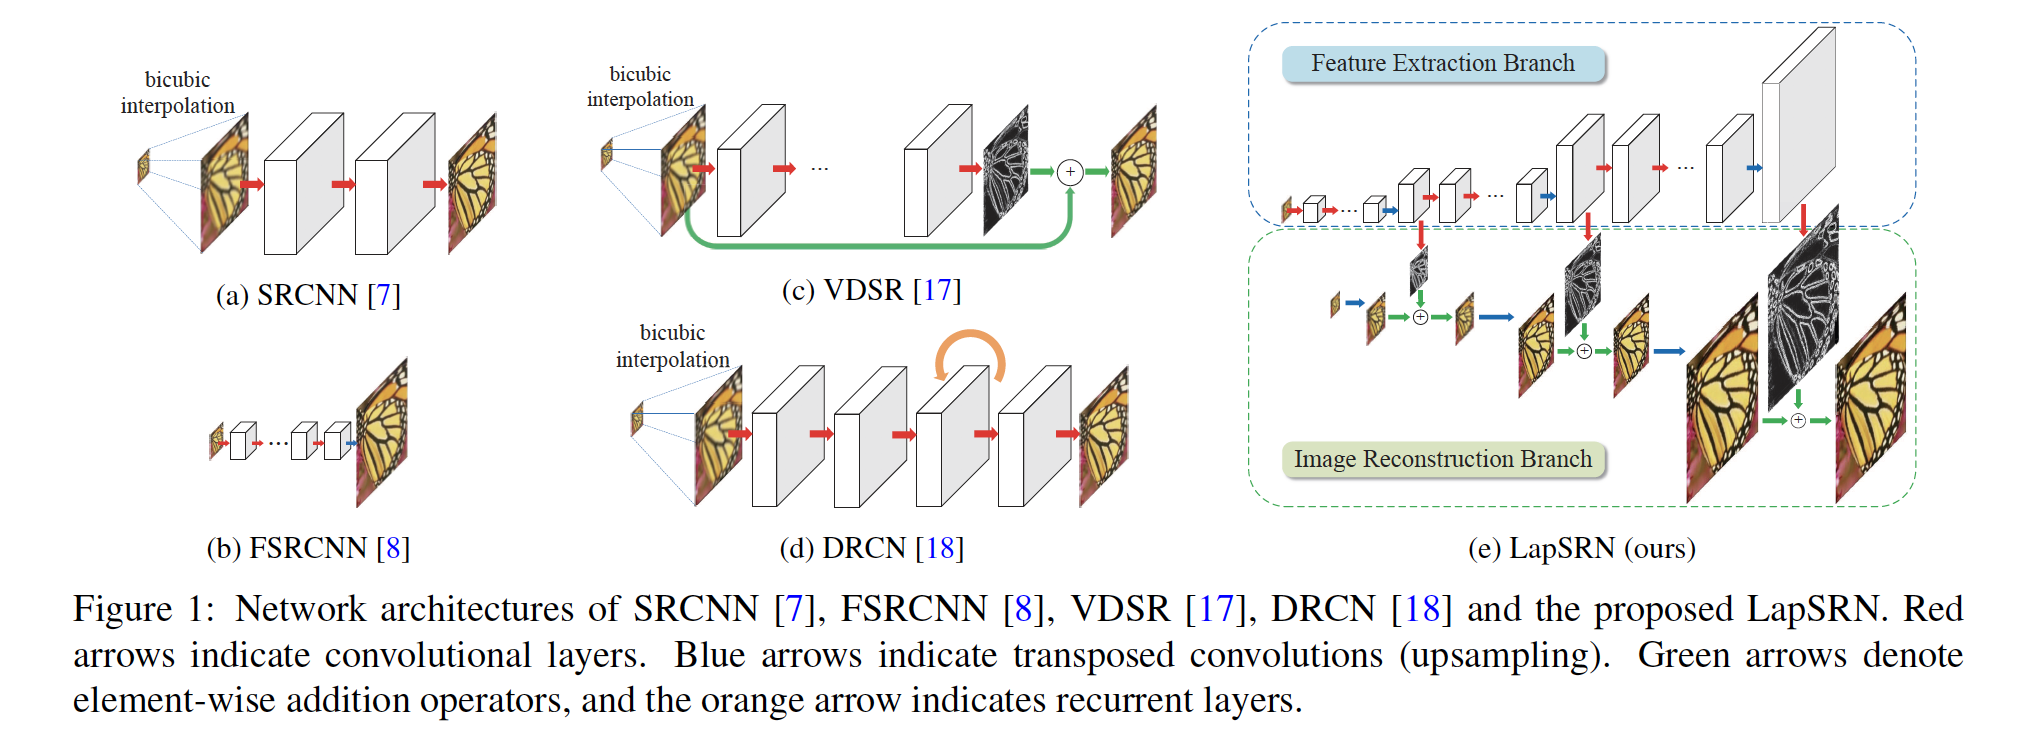 bicubic
interpolation
(a) SRCNN [7]
(b) FSRCNN [8]
bicubic
interpolation
...
+
(c) VDSR [17]
bicubic
interpolation
(d) DRCN [18]
Feature Extraction Branch
...
...
...
+
+
+
Image Reconstruction Branch
(e) LapSRN (ours)
Figure 1: Network architectures of SRCNN [7], FSRCNN [8], VDSR [17], DRCN [18] and the proposed LapSRN. Red
arrows indicate convolutional layers. Blue arrows indicate transposed convolutions (upsampling). Green arrows denote
element-wise addition operators, and the orange arrow indicates recurrent layers.